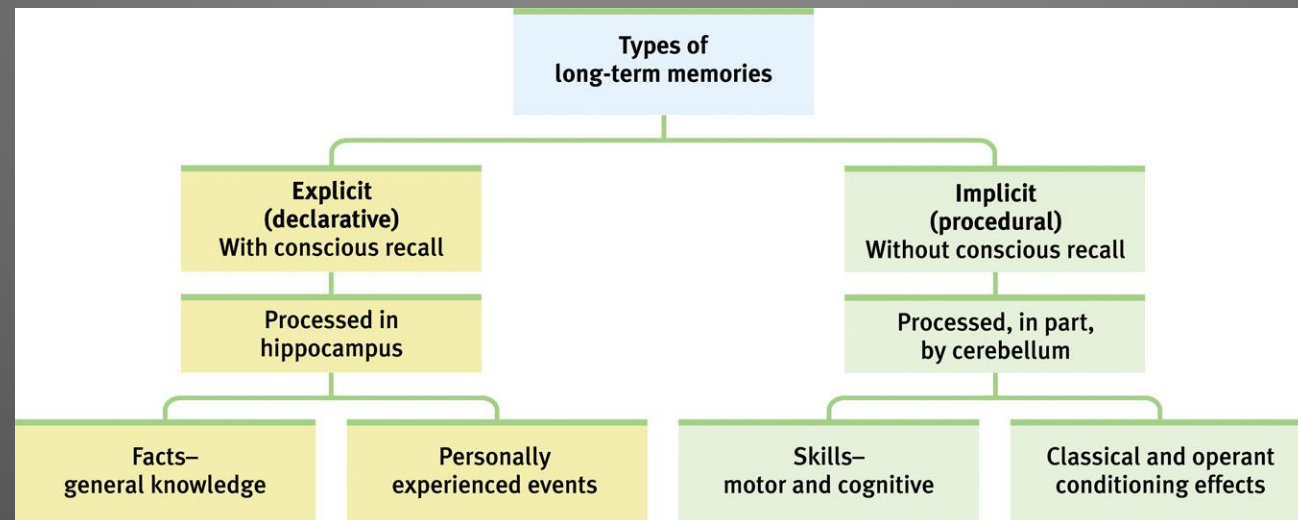 Types of
long-term memories
Explicit
(declarative)
With conscious recall
Implicit
(procedural)
Without conscious recall
Processed in
hippocampus
Processed, in part,
by cerebellum
Facts–
general knowledge
Personally
experienced events
Skills–
motor and cognitive
Classical and operant
conditioning effects